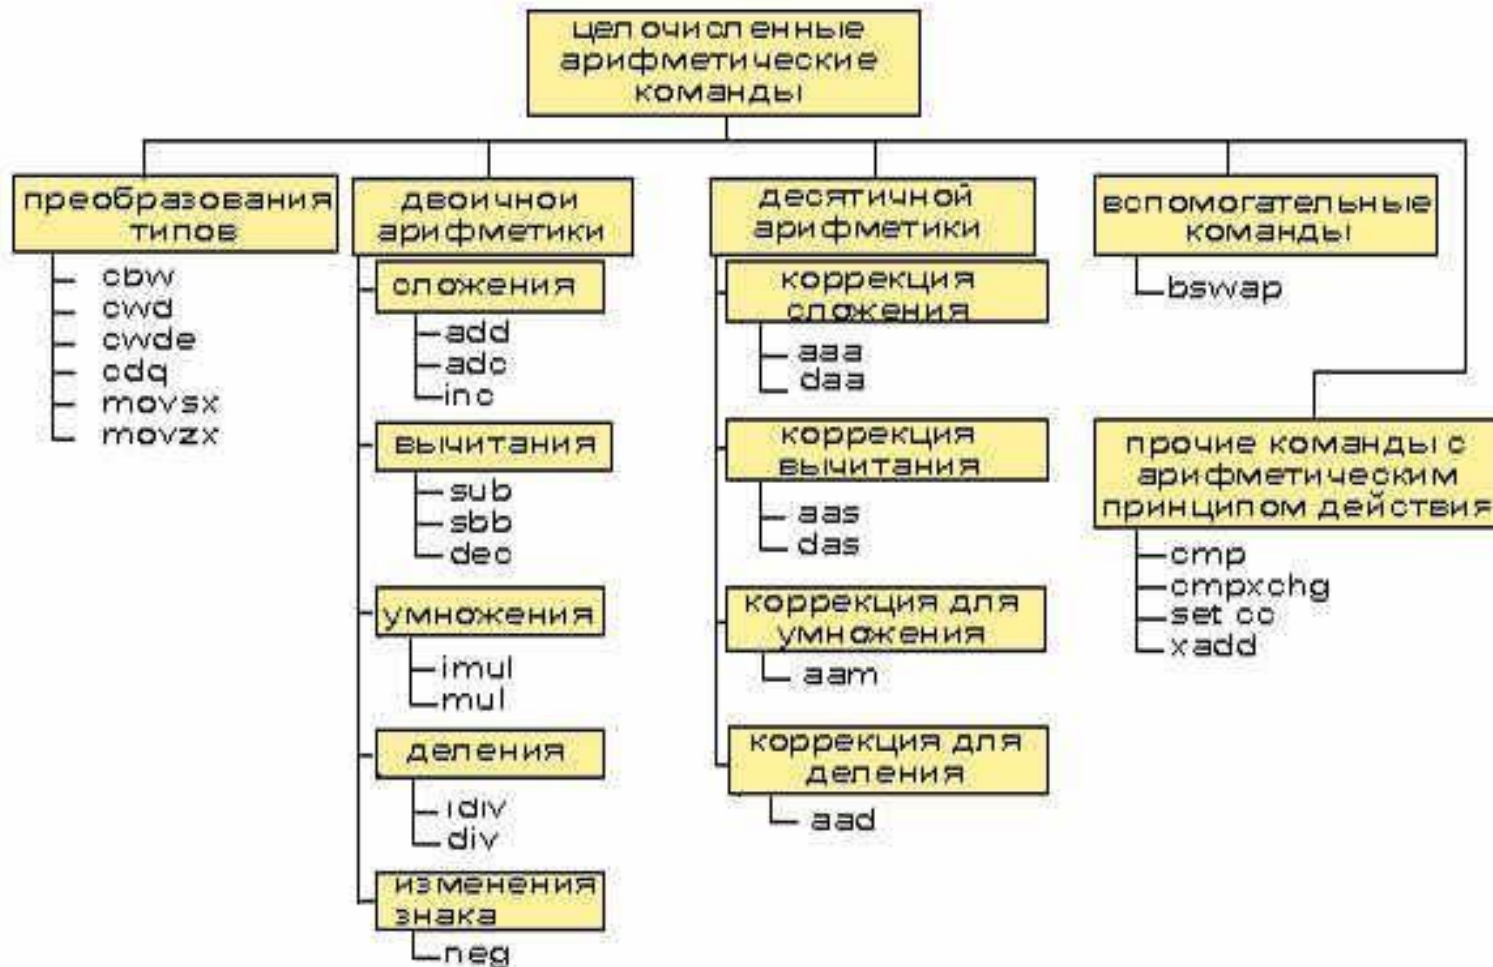 целочисленные
арифметические
команды
преобразования
типов
cbw
cwd
cwde
cdq
movsx
movzx
двоичной
арифметики
сложения
add
adc
inc
вычитания
sub
sbb
dec
умножения
imul
mul
деления
idiv
div
изменения
знака
neg
десятичной
арифметики
коррекция
сложения
aaa
daa
коррекция
вычитания
aas
das
коррекция для
умножения
aam
коррекция для
деления
aad
вспомогательные
команды
bswap
прочие команды с
арифметическим
принципом действия
cmp
cmpxchg
set cc
xadd